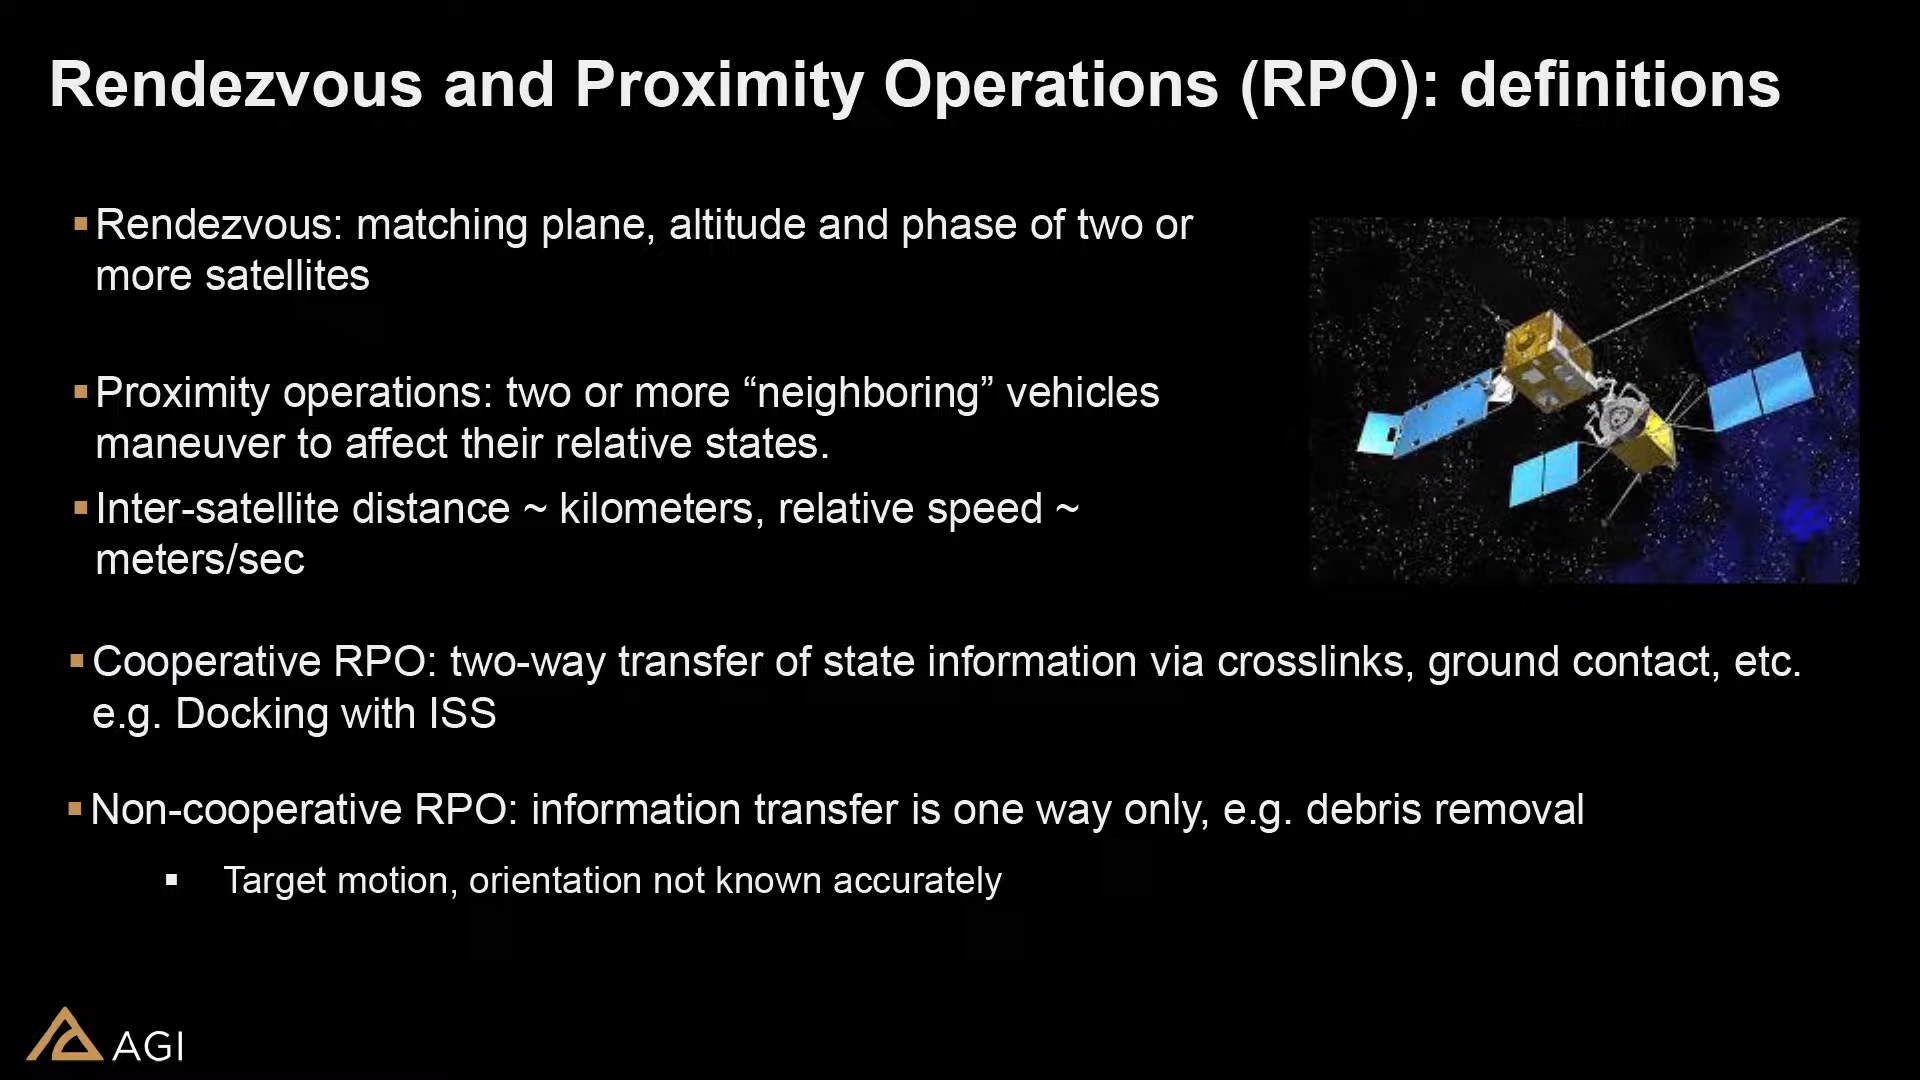 Rendezvous and Proximity Operations (RPO): definitions
Rendezvous: matching plane, altitude and phase of two or
more satellites
Proximity operations: two or more “neighboring” vehicles
maneuver to affect their relative states.
Inter-satellite distance ~ kilometers, relative speed ~
meters/sec
Cooperative RPO: two-way transfer of state information via crosslinks, ground contact, etc.
e.g. Docking with ISS
Non-cooperative RPO: information transfer is one way only, e.g. debris removal
Target motion, orientation not known accurately
AGI